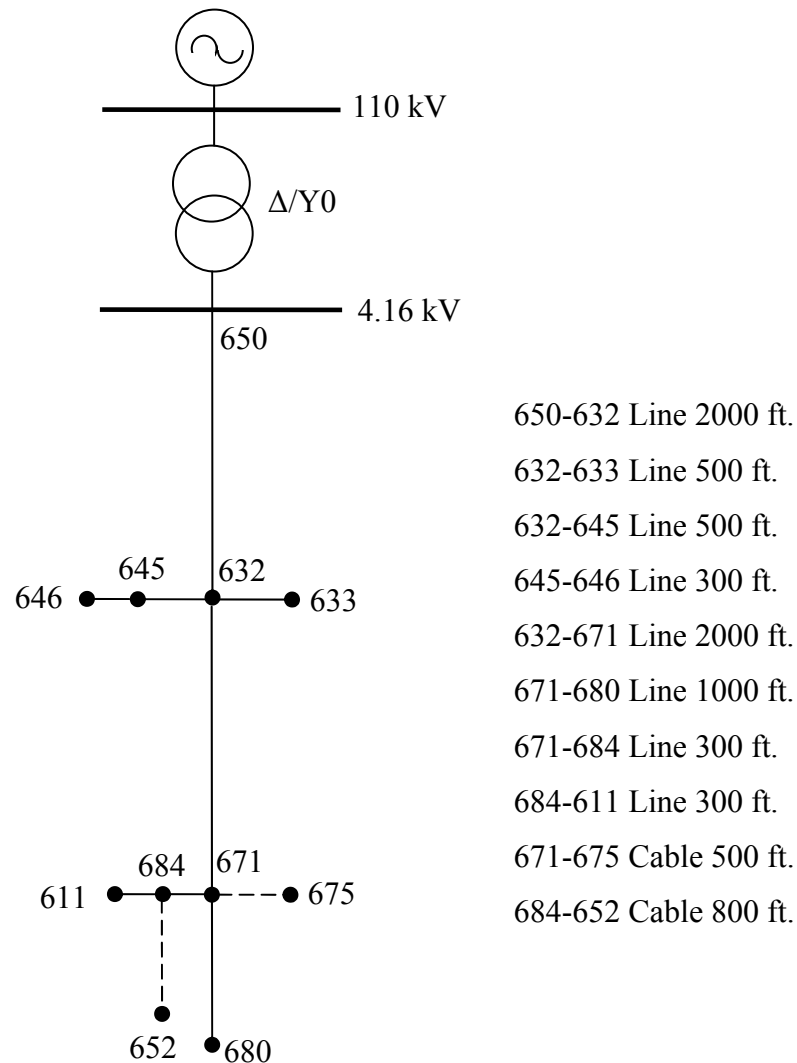 110 kV
Δ/Y0
4.16 kV
650
650-632 Line 2000 ft.
632-633 Line 500 ft.
632-645 Line 500 ft.
645-646 Line 300 ft.
632-671 Line 2000 ft.
671-680 Line 1000 ft.
671-684 Line 300 ft.
684-611 Line 300 ft.
671-675 Cable 500 ft.
684-652 Cable 800 ft.
645 632
646 633
684 671
611 675
652 680